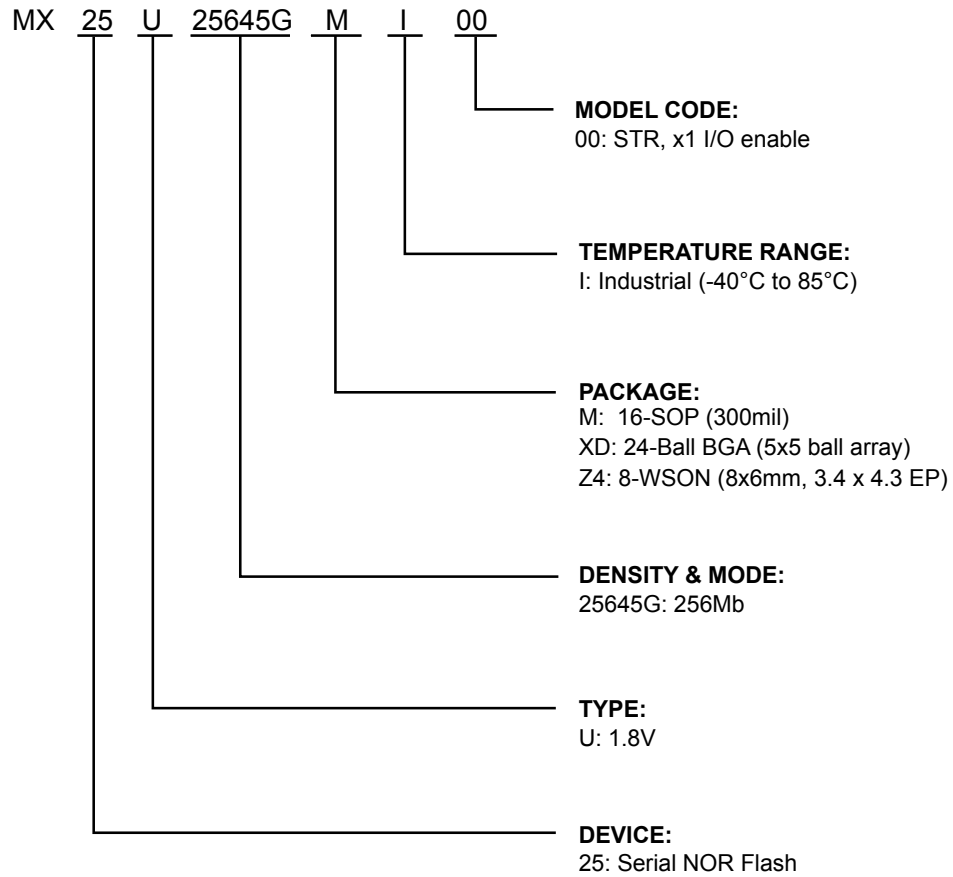 MX 25 U 25645G M I 00
MODEL CODE:
00: STR, x1 I/O enable
TEMPERATURE RANGE:
I: Industrial (-40°C to 85°C)
PACKAGE:
M: 16-SOP (300mil)
XD: 24-Ball BGA (5x5 ball array)
Z4: 8-WSON (8x6mm, 3.4 x 4.3 EP)
DENSITY & MODE:
25645G: 256Mb
TYPE:
U: 1.8V
DEVICE:
25: Serial NOR Flash